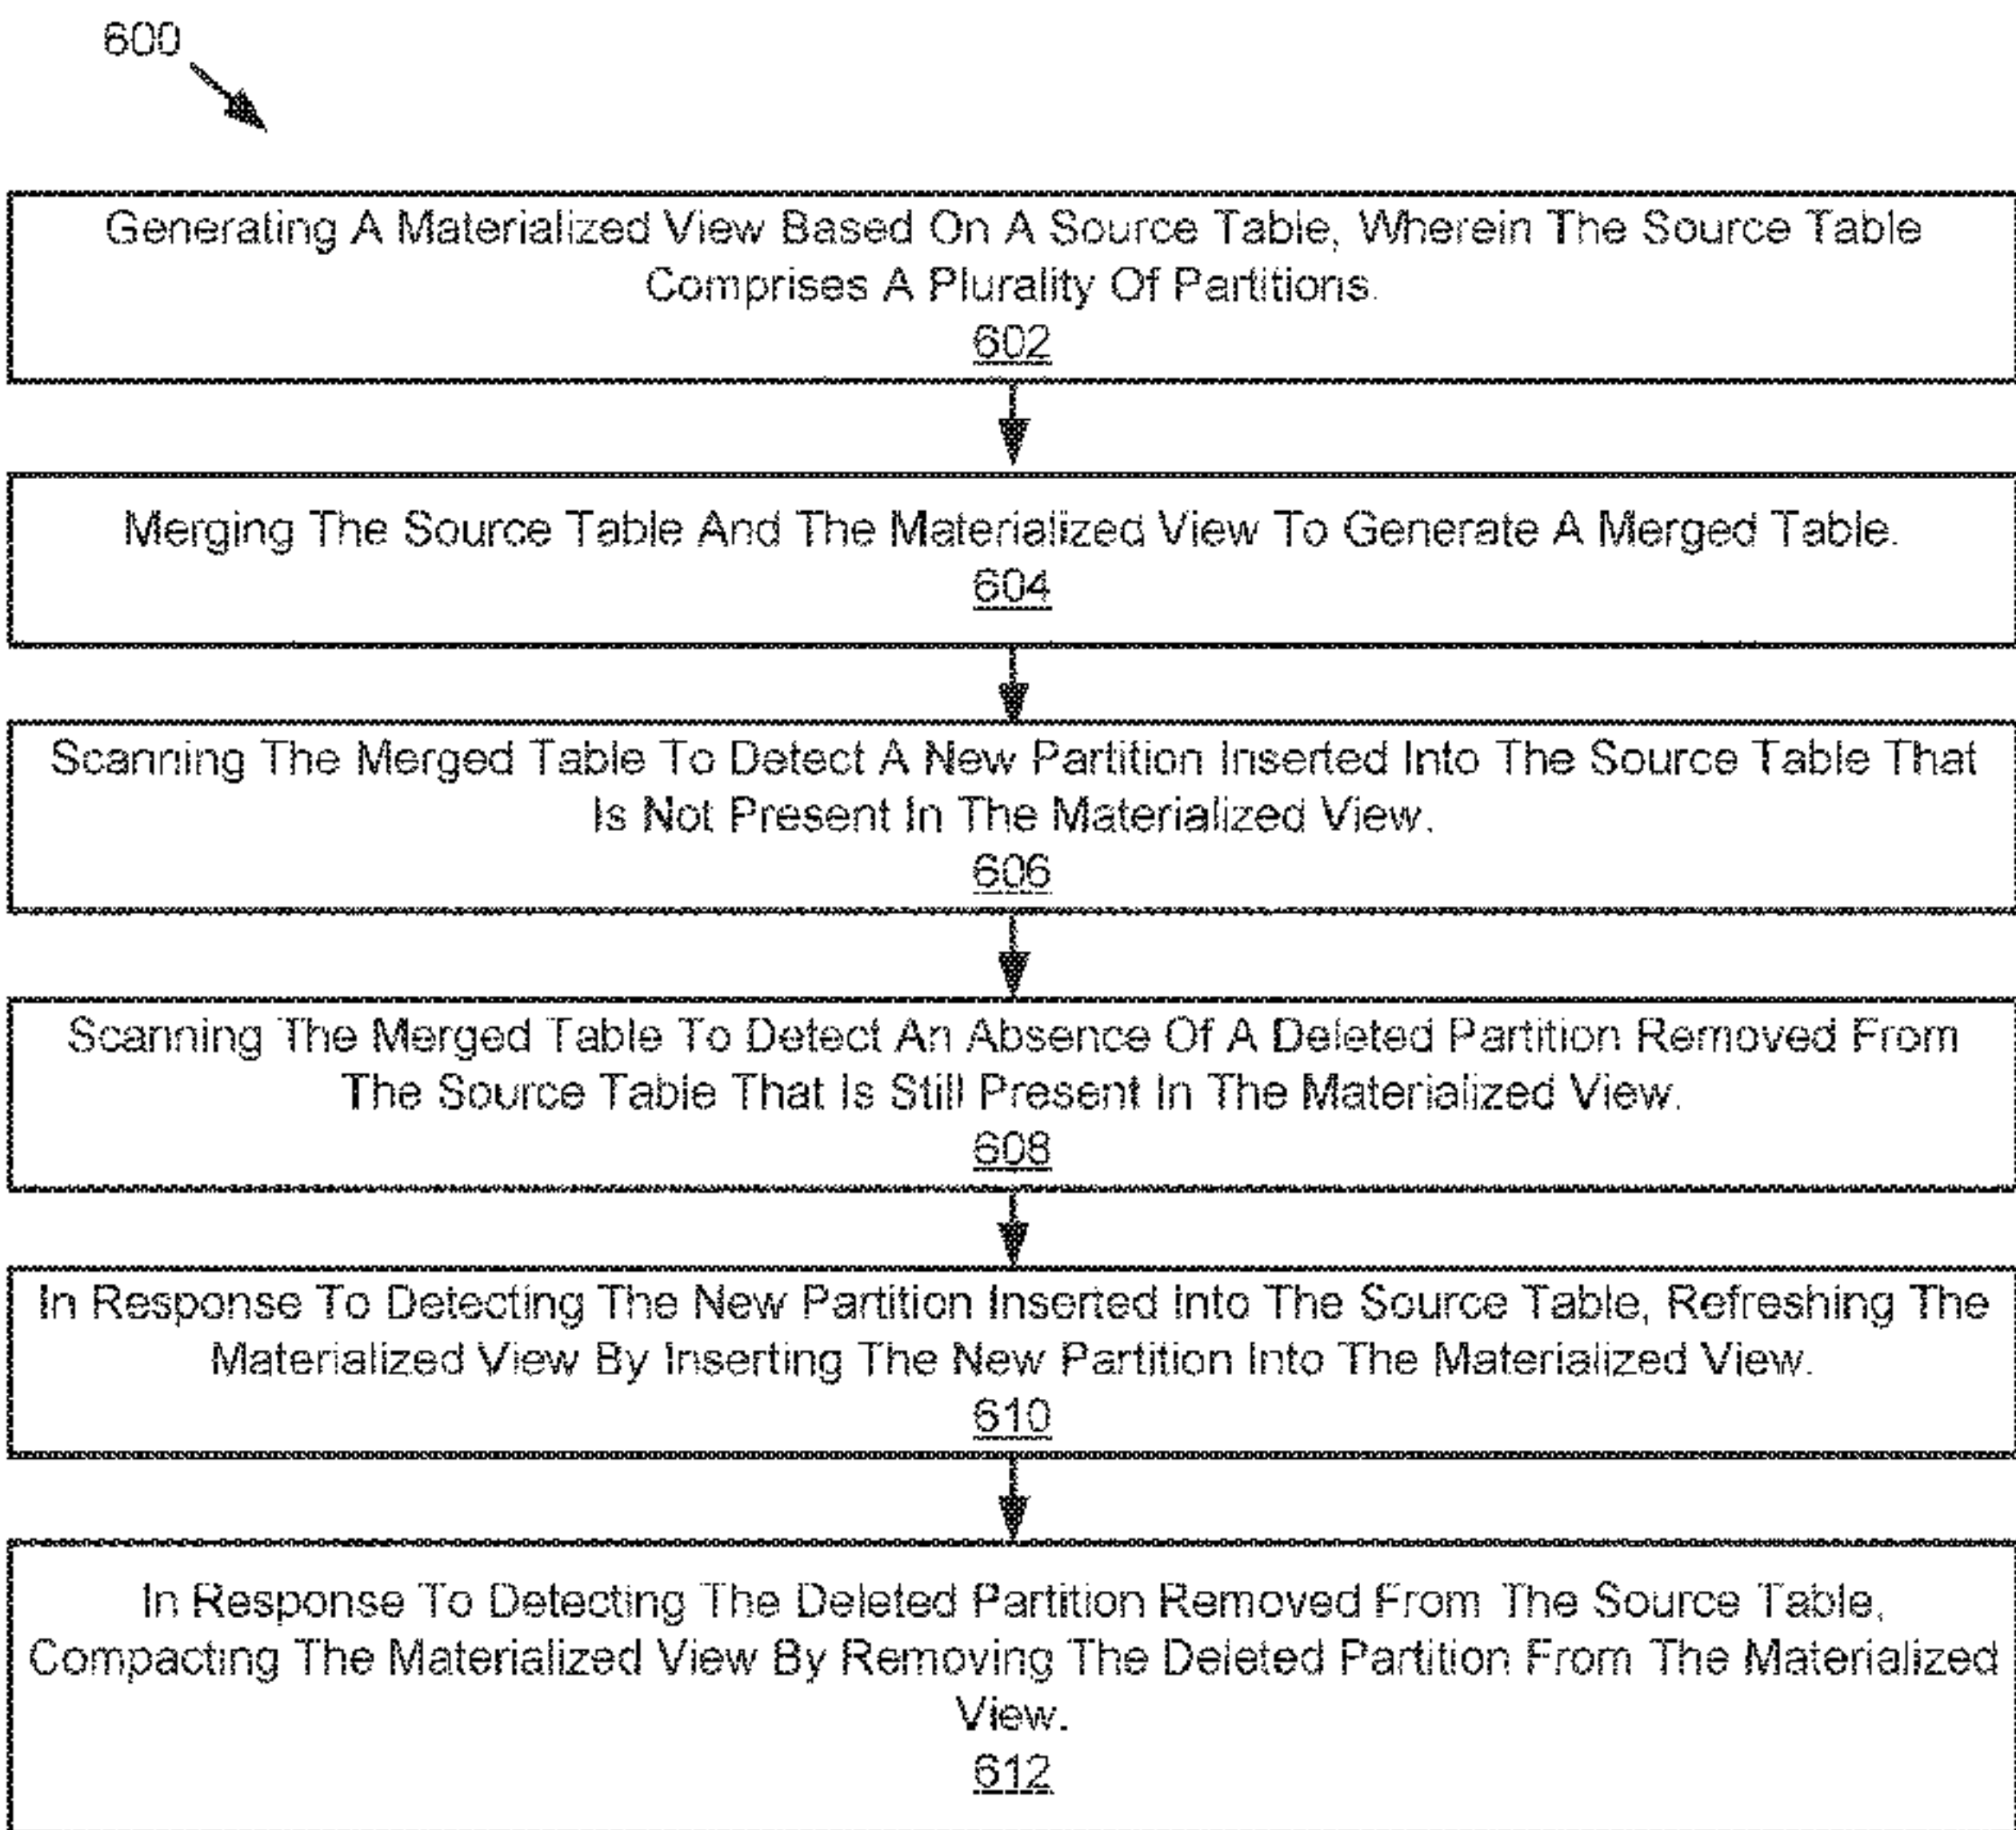 600
Generating A Materialized View Based On A Source Table, Wherein The Source Table
Comprises A Plurality Of Partitions.
602
Merging The Source Table And The Materialized View To Generate A Merged Table.
604
Scanning The Merged Table To Detect A New Partition Inserted Into The Source Table That
Is Not Present In The Materialized View.
606
Scanning The Merged Table To Detect An Absence Of A Deleted Partition Removed From
The Source Table That Is Still Present In The Materialized View.
608
In Response To Detecting The New Partition Inserted Into The Source Table, Refreshing The
Materialized View By Inserting The New Partition Into The Materialized View.
610
In Response To Detecting The Deleted Partition Removed From The Source Table,
Compacting The Materialized View By Removing The Deleted Partition From The Materialized
View.
612